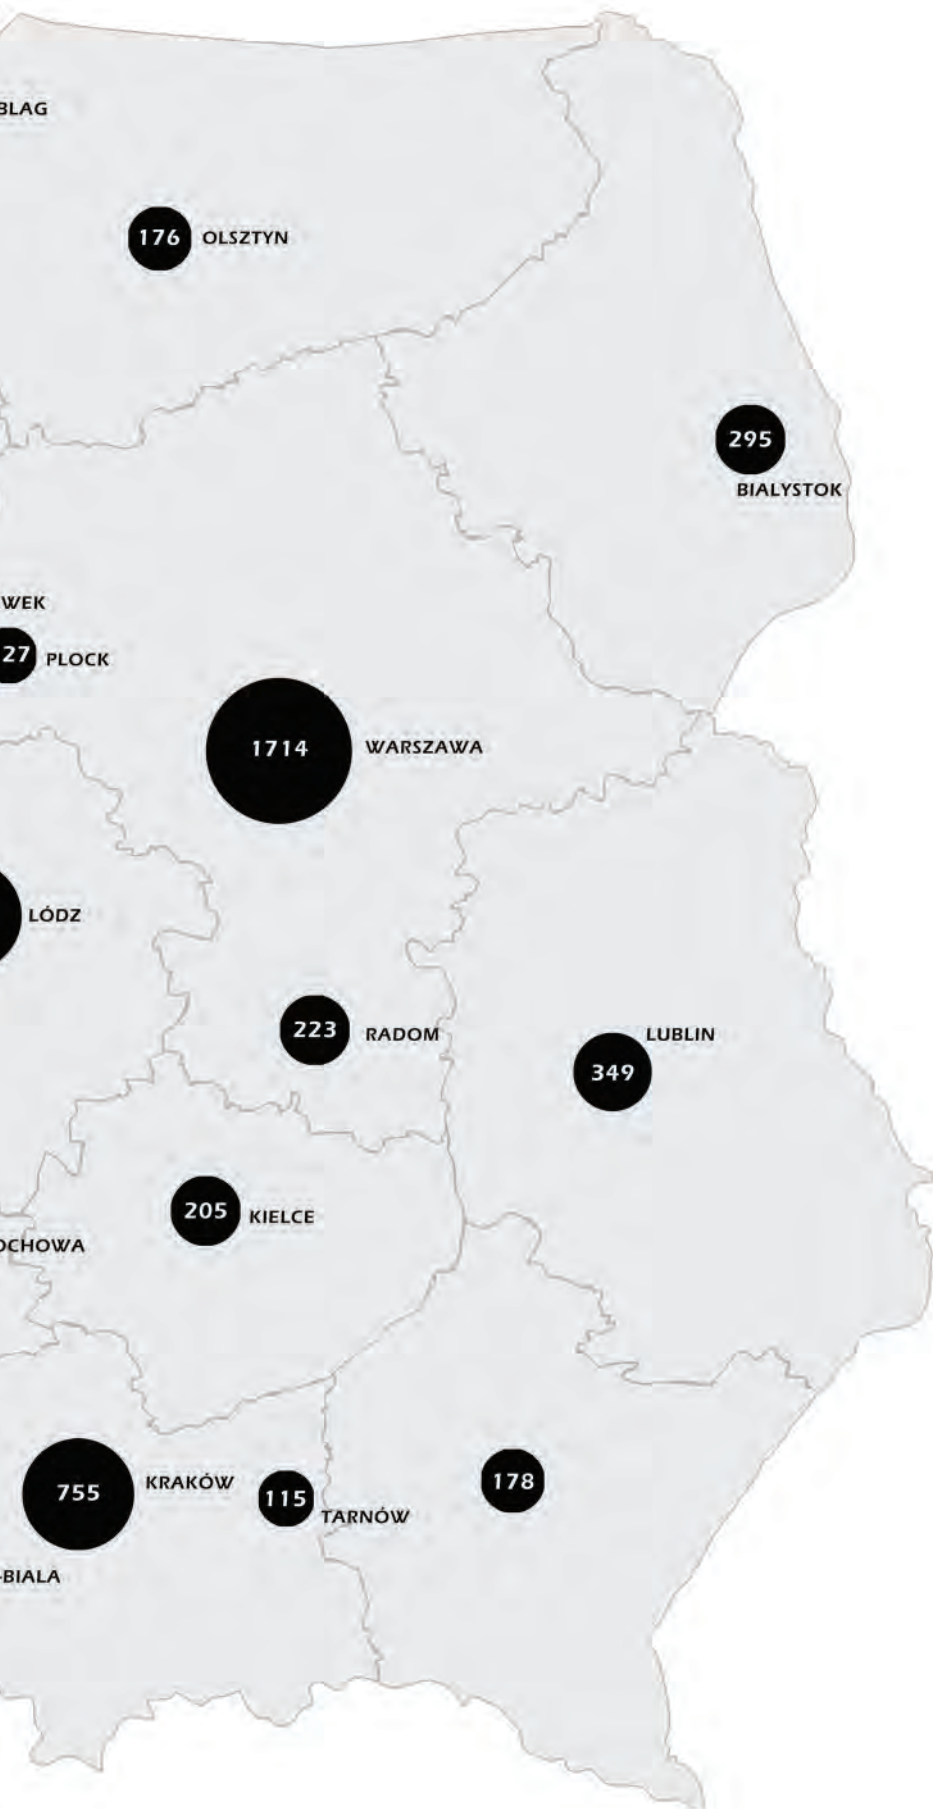 BLAG
176 OLSZTYN
295
BIALYSTOK
WEK
27 PLOCK
1714 WARSZAWA
LÓDZ
223 RADOM
LUBLIN
349
205 KIELCE
OCHOWA
755 KRAKÓW
115
TARNÓW
178
-BIALA